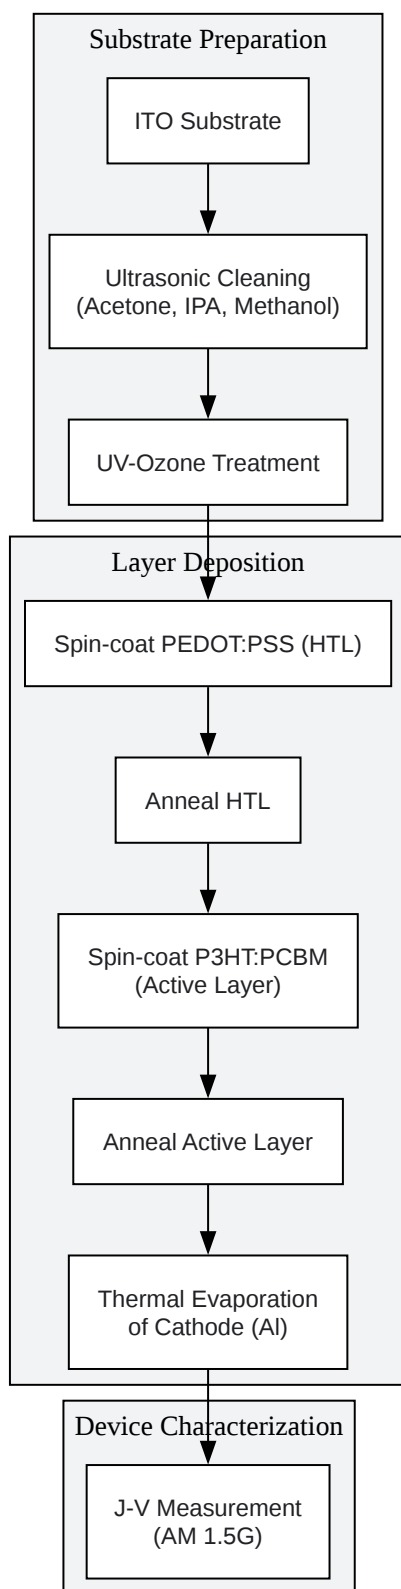 Substrate Preparation
ITO Substrate
Ultrasonic Cleaning
(Acetone, IPA, Methanol)
UV-Ozone Treatment
Layer Deposition
Spin-coat PEDOT:PSS (HTL)
Anneal HTL
Spin-coat P3HT:PCBM
(Active Layer)
Anneal Active Layer
Thermal Evaporation
of Cathode (Al)
Device Characterization
J-V Measurement
(AM 1.5G)